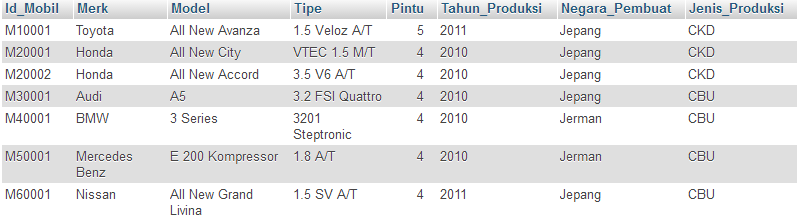 Id_Mobil Merk Model Tipe Pintu Tahun_Produksi Negara_Pembuat Jenis_Produksi
M10001 Toyota All New Avanza 1.5 Veloz A/T 5 2011 Jepang CKD
M20001 Honda All New City VTEC 1.5 M/T 4 2010 Jepang CKD
M20002 Honda All New Accord 3.5 V6 A/T 4 2010 Jepang CKD
M30001 Audi A5 3.2 FSI Quattro 4 2010 Jepang CBU
M40001 BMW 3 Series 3201 4 2010 Jerman CBU
Steptronic
M50001 Mercedes E 200 Kompressor 1.8 A/T 4 2010 Jerman CBU
Benz
M60001 Nissan All New Grand 1.5 SV A/T 4 2011 Jepang CBU
Livina